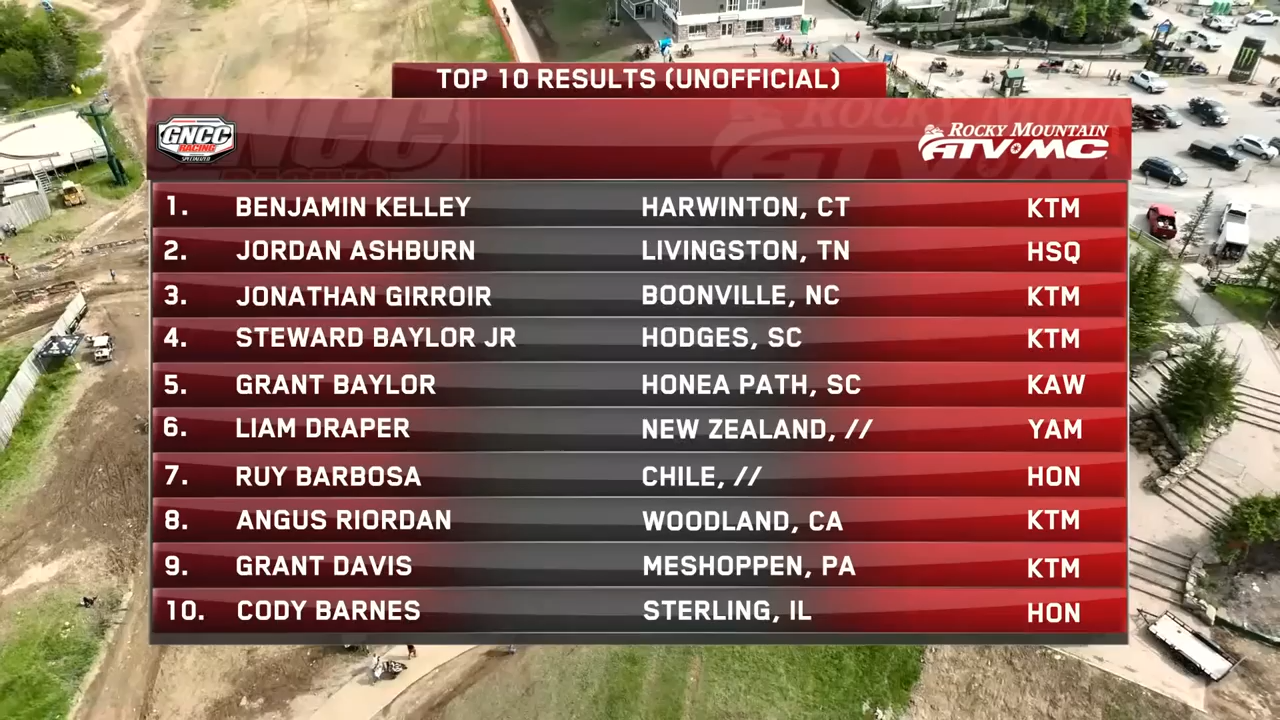 TOP 10 RESULTS (UNOFFICIAL)
GNCC RACING SPECIALIZED
ROCKY MOUNTAIN ATV MC
1. BENJAMIN KELLEY HARWINTON, CT KTM
2. JORDAN ASHBURN LIVINGSTON, TN HSQ
3. JONATHAN GIRROIR BOONVILLE, NC KTM
4. STEWARD BAYLOR JR HODGES, SC KTM
5. GRANT BAYLOR HONEA PATH, SC KAW
6. LIAM DRAPER NEW ZEALAND, // YAM
7. RUY BARBOSA CHILE, // HON
8. ANGUS RIORDAN WOODLAND, CA KTM
9. GRANT DAVIS MESHOPPEN, PA KTM
10. CODY BARNES STERLING, IL HON